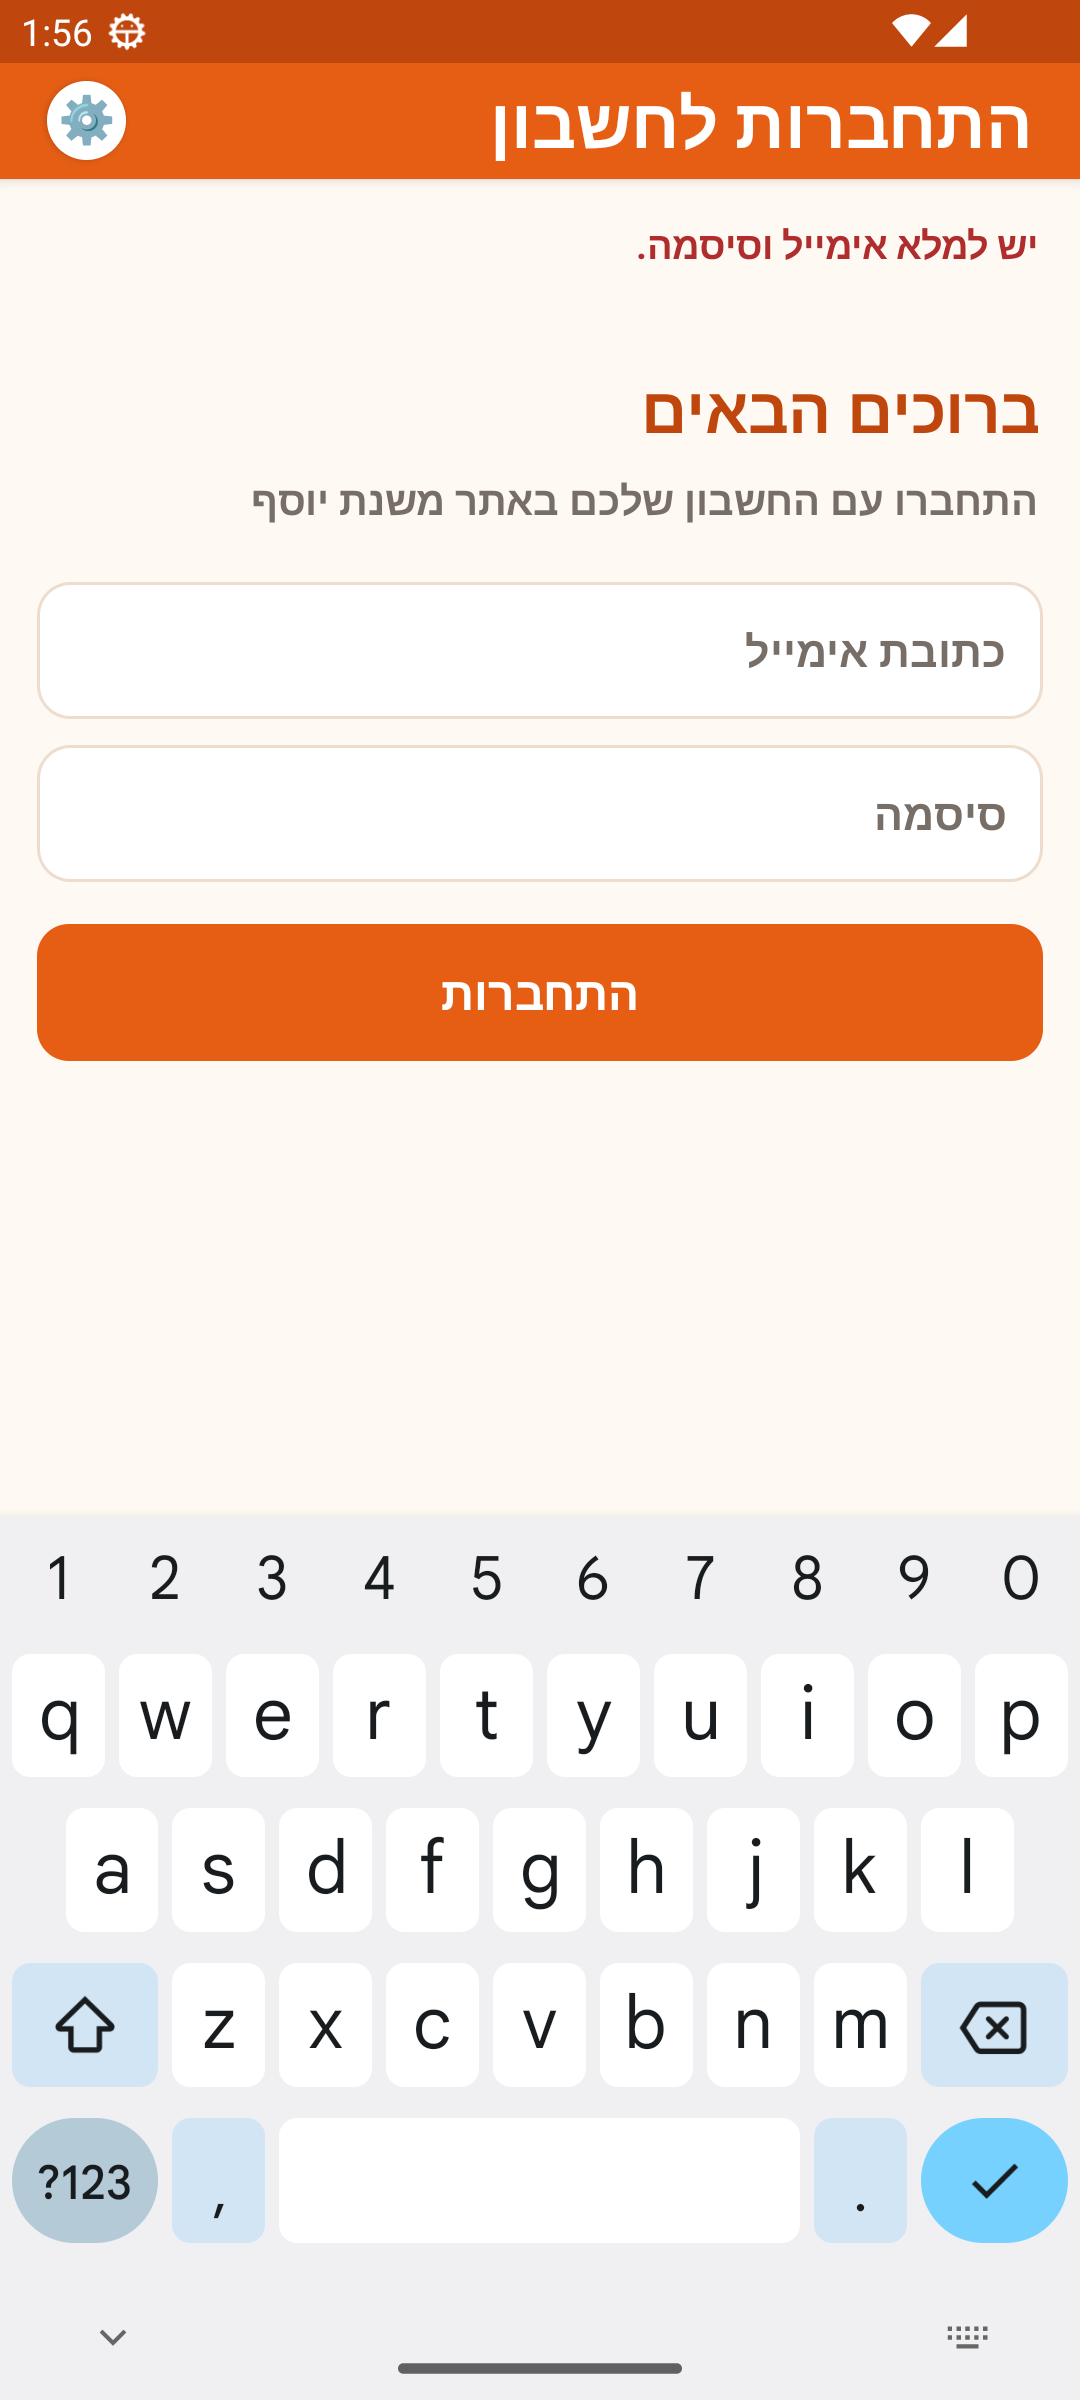 1:56
התחברות לחשבון
יש למלא אימייל וסיסמה.
ברוכים הבאים
התחברו עם החשבון שלכם באתר משנת יוסף
כתובת אימייל
סיסמה
התחברות
1 2 3 4 5 6 7 8 9 0
q w e r t y u i o p
a s d f g h j k l
z x c v b n m
?123 , .